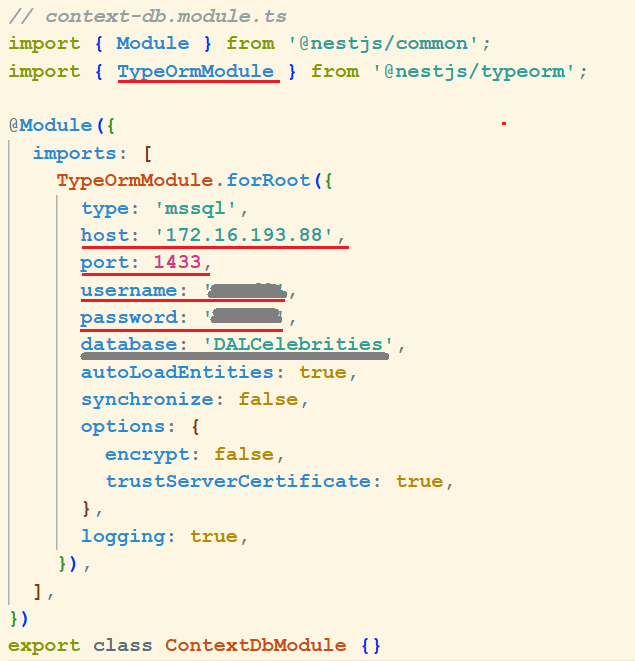 // context-db.module.ts
import { Module } from '@nestjs/common';
import { TypeOrmModule } from '@nestjs/typeorm';
@Module({
imports: [
TypeOrmModule.forRoot({
type: 'mssql',
host: '172.16.193.88',
port: 1433,
username: '',
password: '',
database: 'DALCelebrities',
autoLoadEntities: true,
synchronize: false,
options: {
encrypt: false,
trustServerCertificate: true,
},
logging: true,
}),
],
})
export class ContextDbModule {}